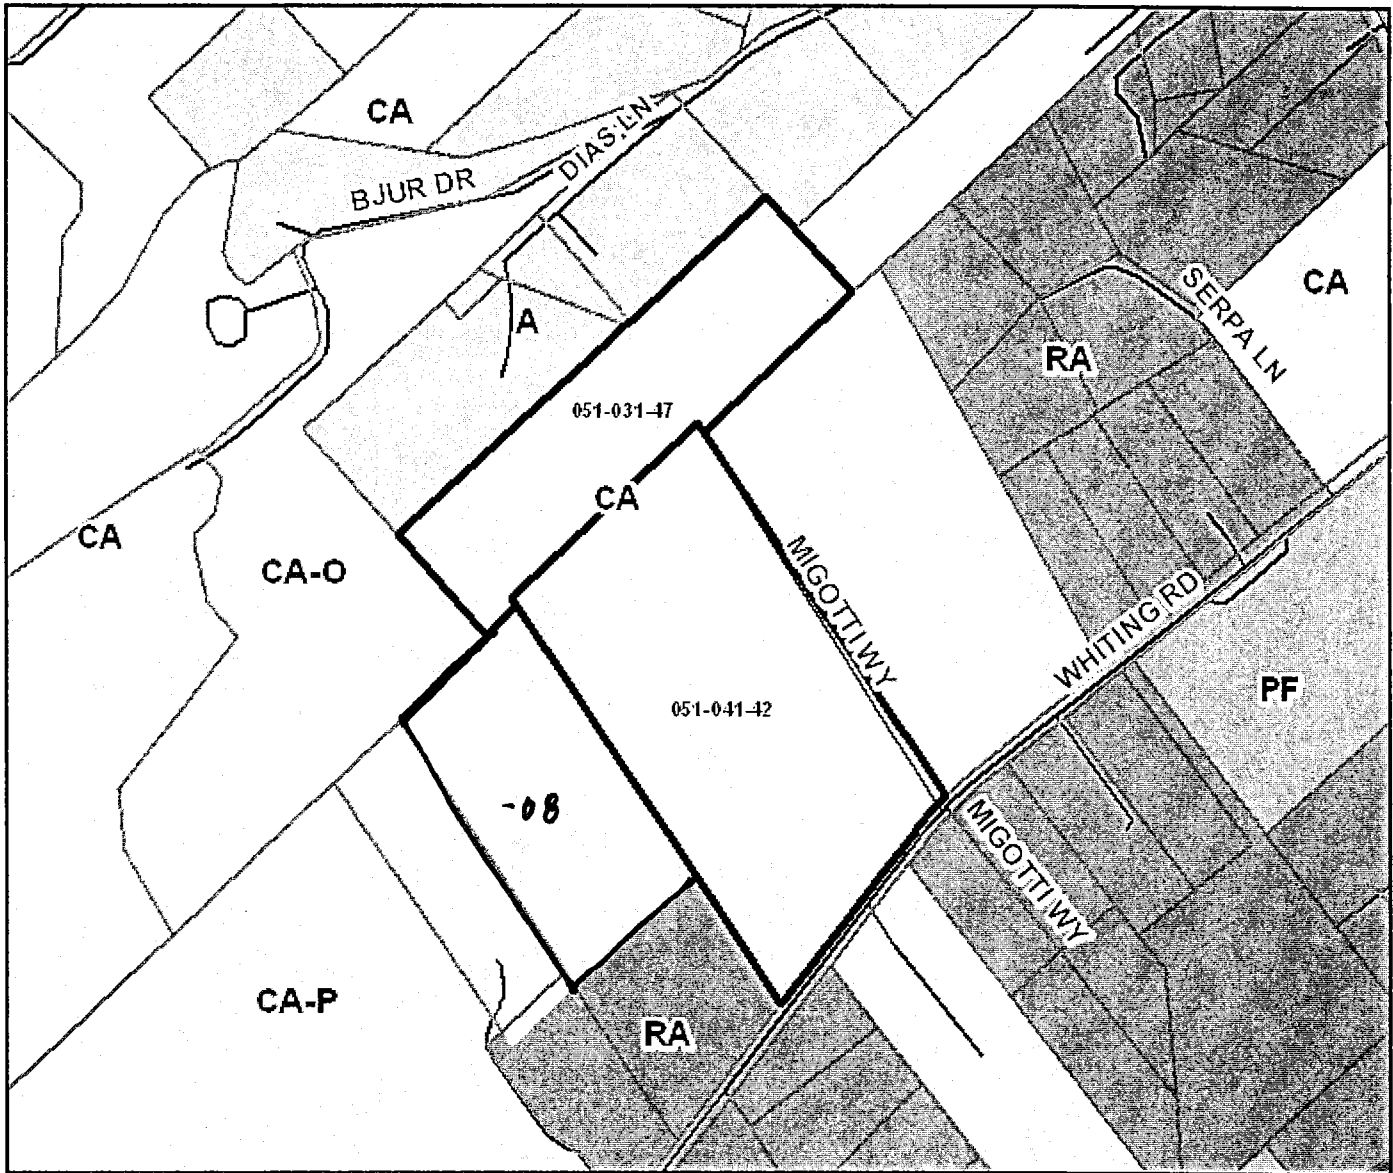 CA
DIAS LN
BJUR DR
SERPA LN
CA
A
RA
051-031-47
CA
CA
CA-O
MIGOTTI WY
WHITING RD
PF
051-041-42
-08
MIGOTTI WY
CA-P
RA